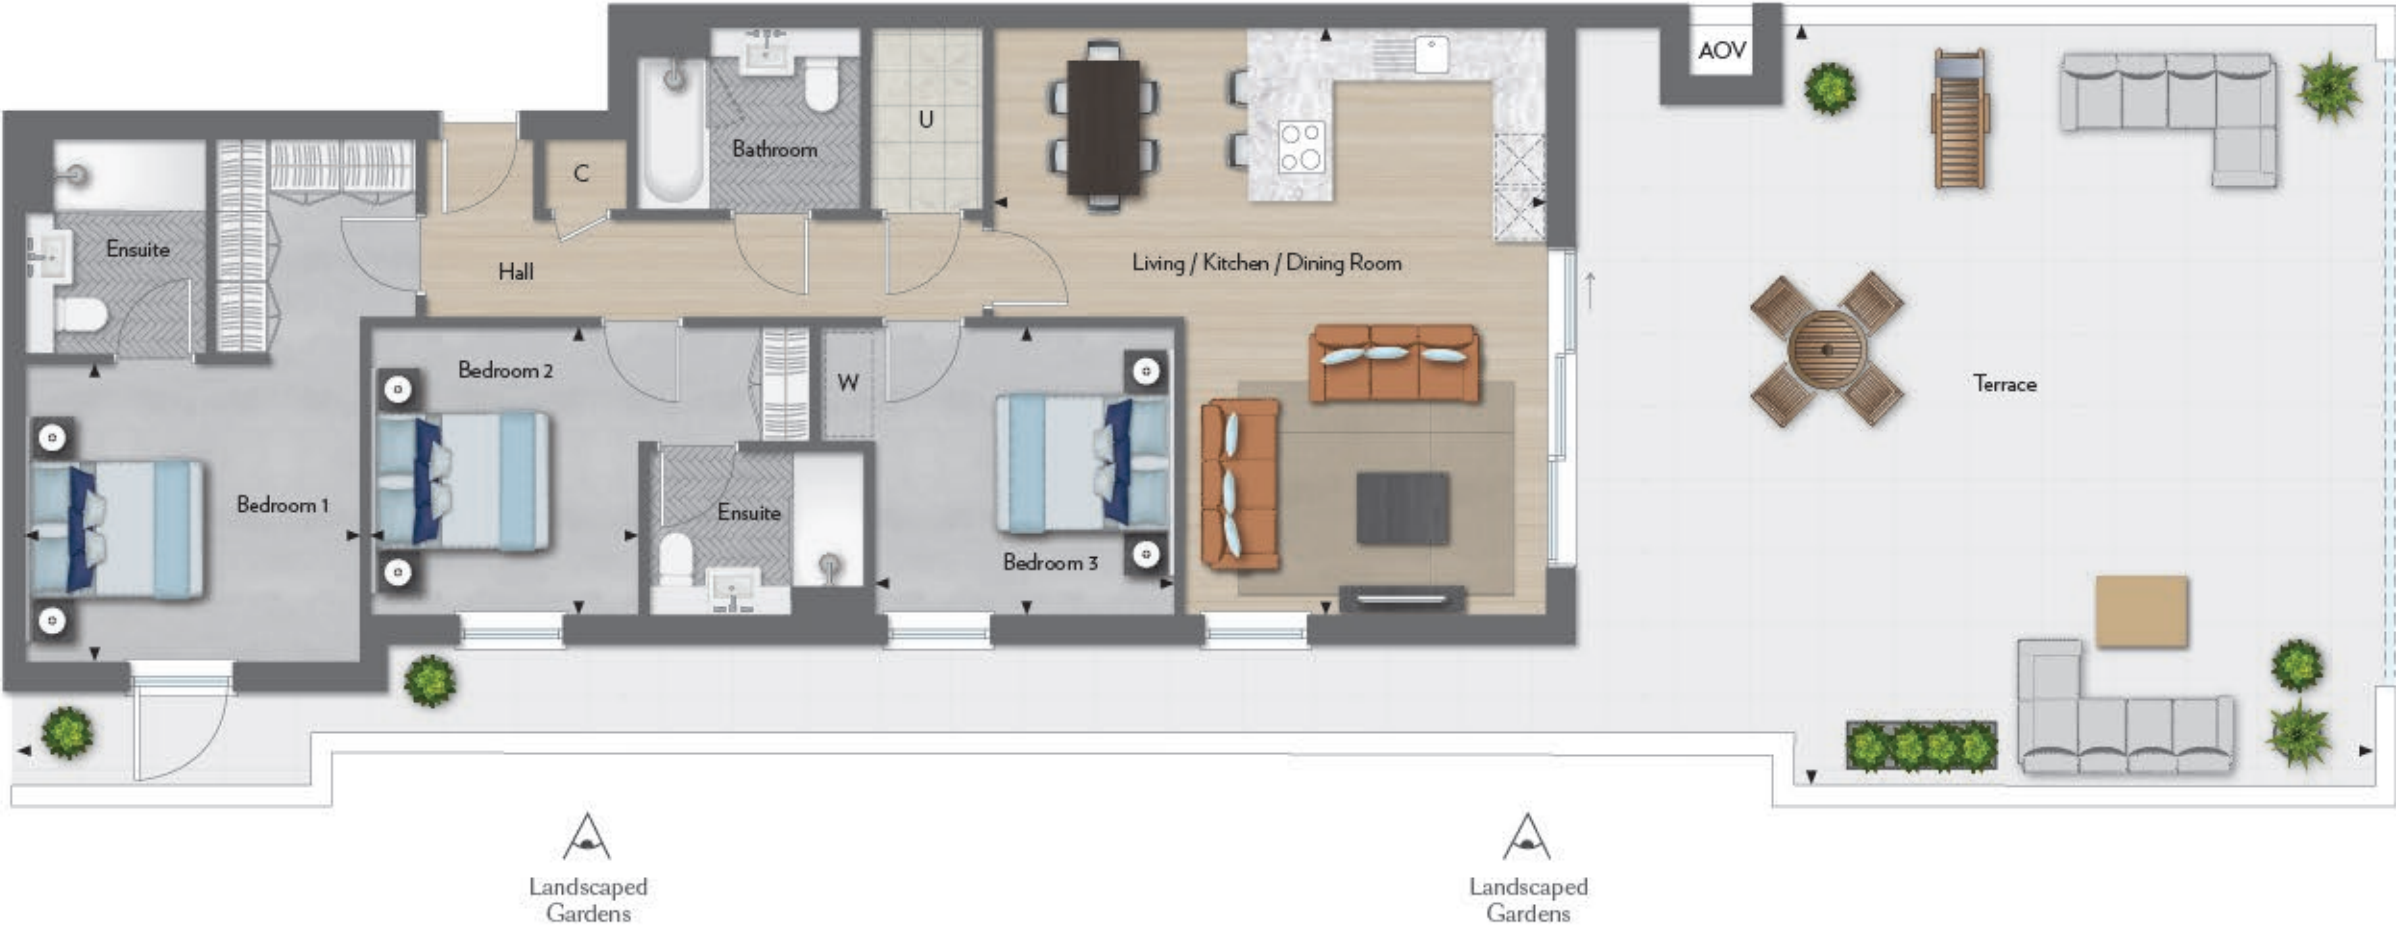 AOV
U
C
Bathroom
Ensuite
Hall
Living / Kitchen / Dining Room
Bedroom 2
W
Terrace
Bedroom 1
Ensuite
Bedroom 3
Landscaped
Gardens
Landscaped
Gardens